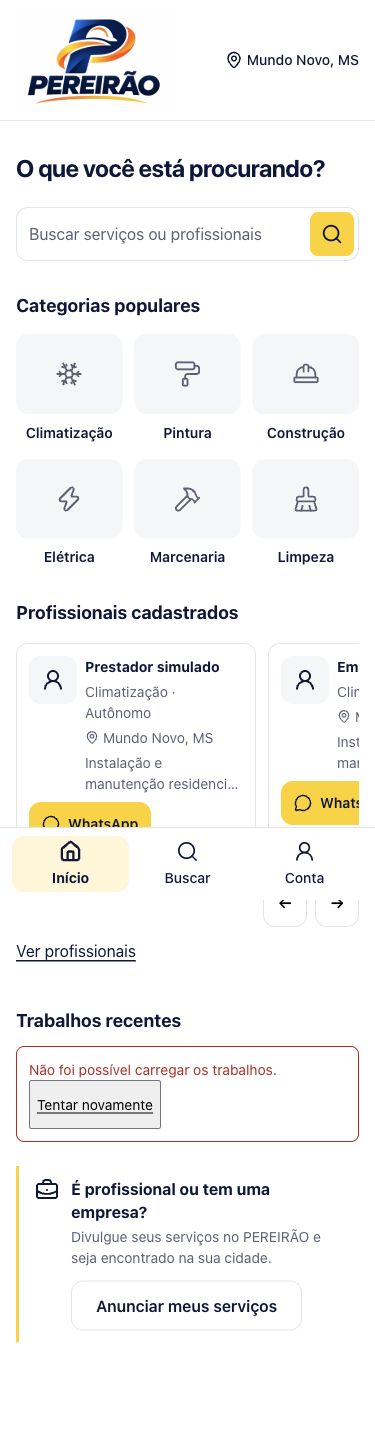 PEREIRÃO
Mundo Novo, MS
O que você está procurando?
Buscar serviços ou profissionais
Categorias populares
Climatização
Pintura
Construção
Elétrica
Marcenaria
Limpeza
Profissionais cadastrados
Prestador simulado
Climatização ·
Autônomo
Mundo Novo, MS
Instalação e
manutenção residenci...
WhatsApp
Início
Buscar
Conta
Ver profissionais
Trabalhos recentes
Não foi possível carregar os trabalhos.
Tentar novamente
É profissional ou tem uma
empresa?
Divulgue seus serviços no PEREIRÃO e
seja encontrado na sua cidade.
Anunciar meus serviços